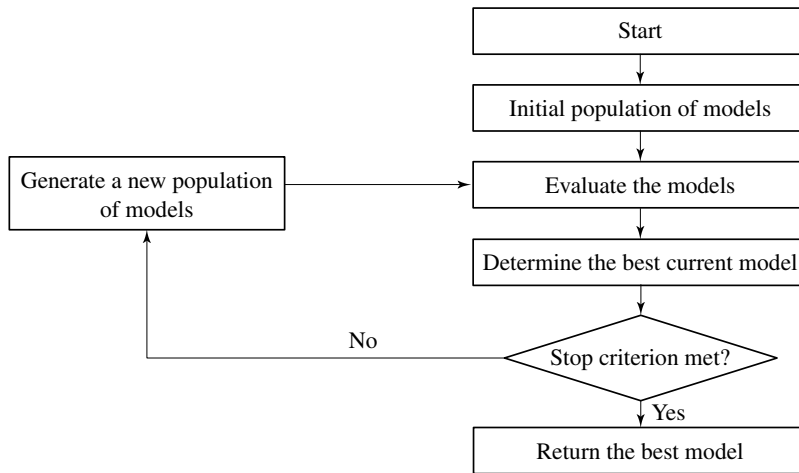 Start
Initial population of models
Generate a new population
of models
Evaluate the models
Determine the best current model
No
Stop criterion met?
Yes
Return the best model